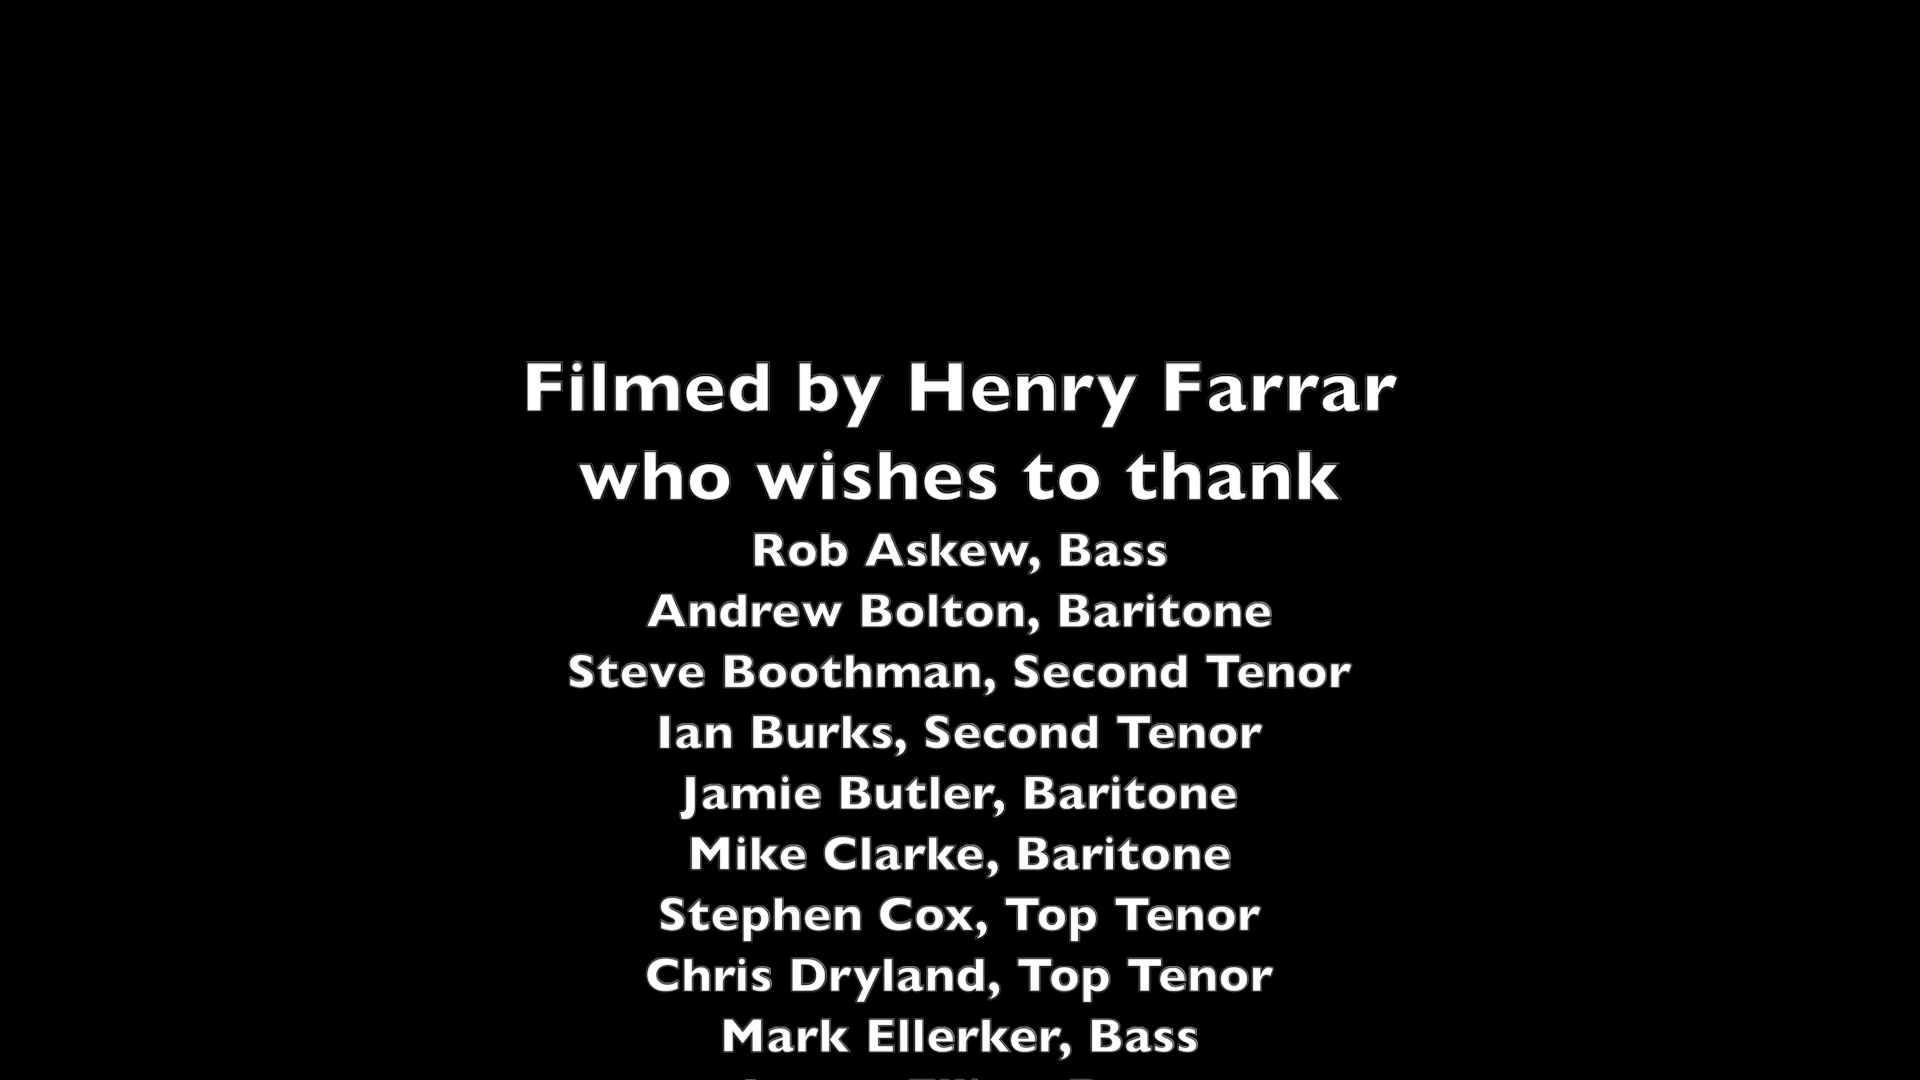 Filmed by Henry Farrar
who wishes to thank
Rob Askew, Bass
Andrew Bolton, Baritone
Steve Boothman, Second Tenor
Ian Burks, Second Tenor
Jamie Butler, Baritone
Mike Clarke, Baritone
Stephen Cox, Top Tenor
Chris Dryland, Top Tenor
Mark Ellerker, Bass